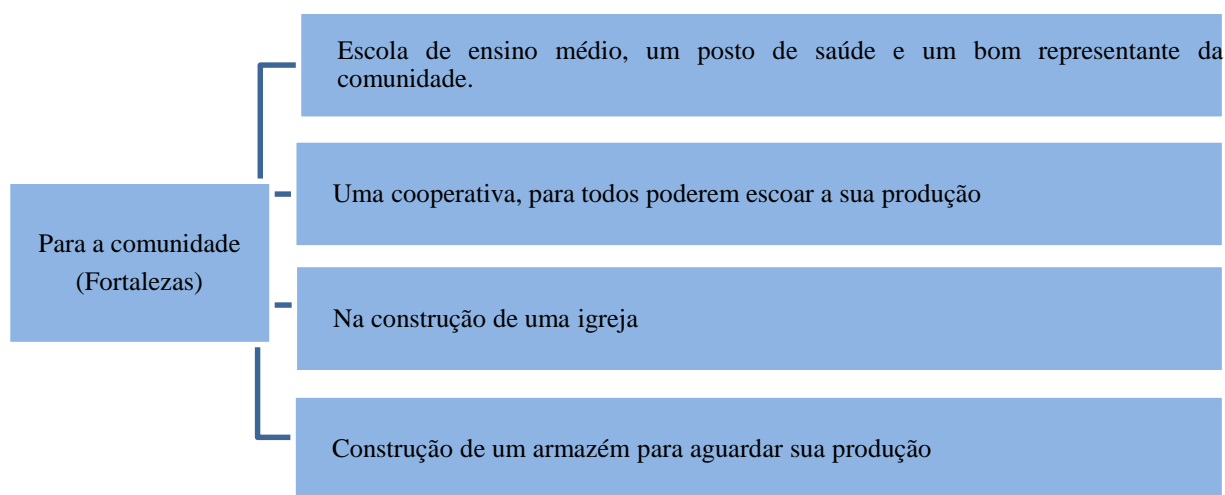 Escola de ensino médio, um posto de saúde e um bom representante da
comunidade.
Uma cooperativa, para todos poderem escoar a sua produção
Para a comunidade
(Fortalezas)
Na construção de uma igreja
Construção de um armazém para aguardar sua produção